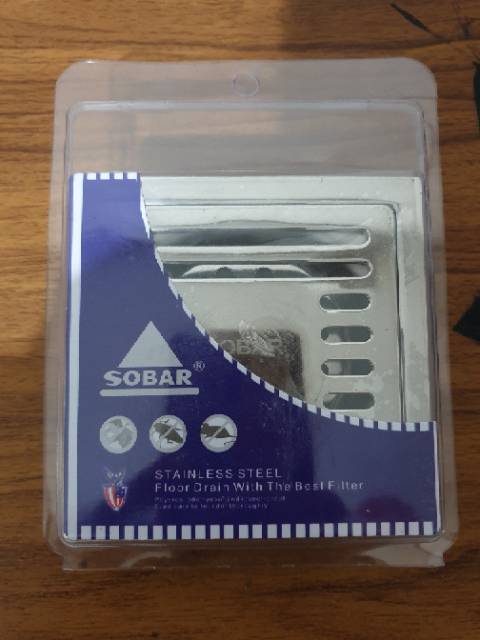 SOBAR
SOBAR®
STAINLESS STEEL
Floor Drain With The Best Filter